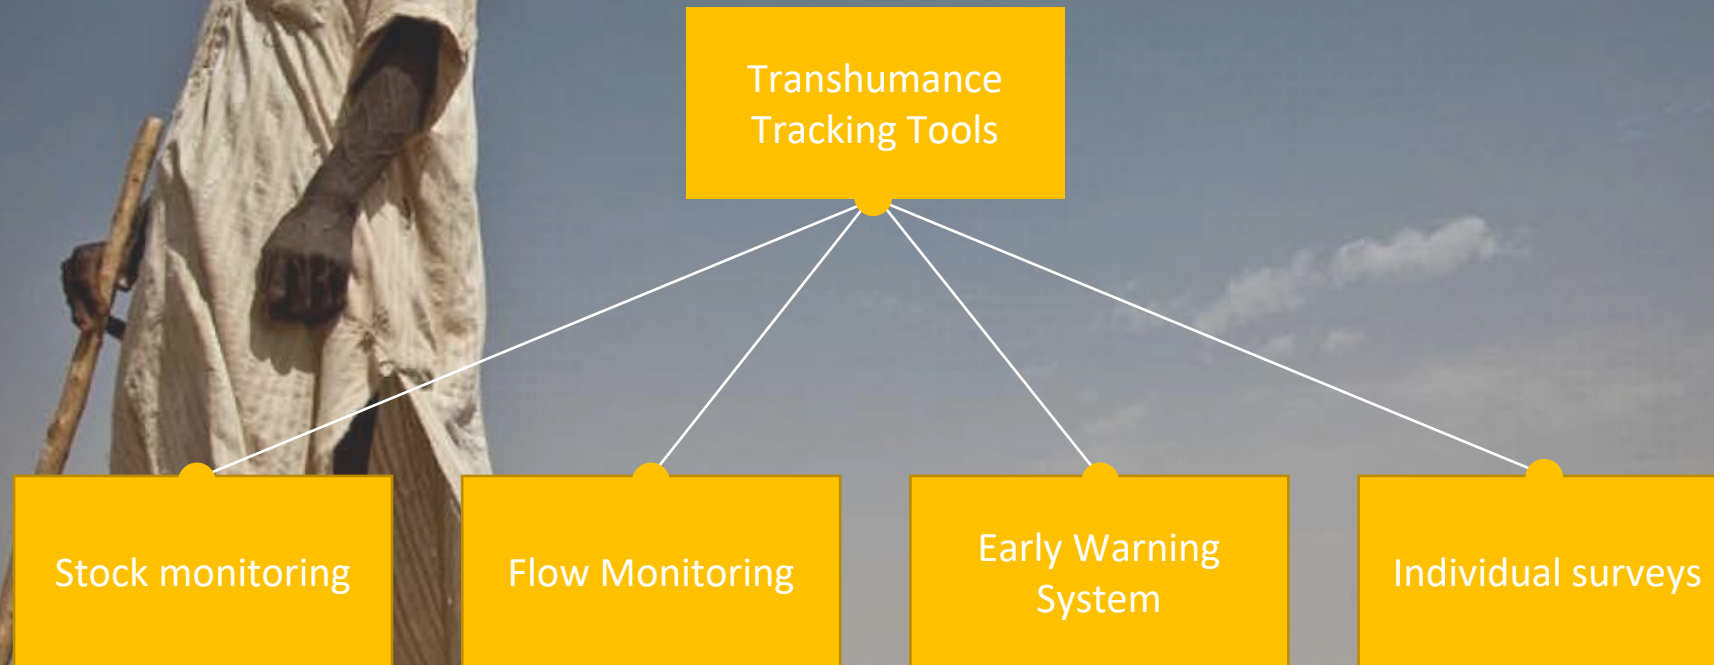 Transhumance
Tracking Tools
Stock monitoring
Flow Monitoring
Early Warning
System
Individual surveys